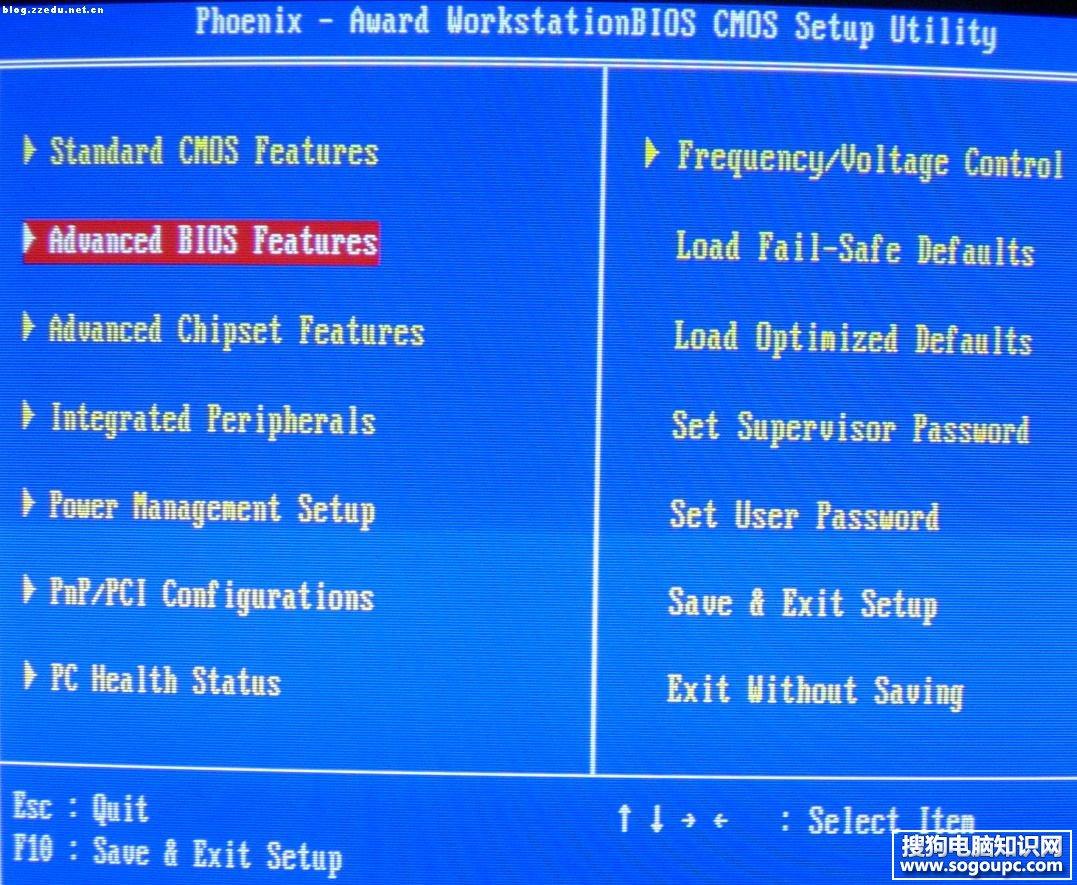 blog.zzedu.net.cn
Phoenix - Award WorkstationBIOS CMOS Setup Utility
Standard CMOS Features
Advanced BIOS Features
Advanced Chipset Features
Integrated Peripherals
Power Management Setup
PnP/PCI Configurations
PC Health Status
Frequency/Voltage Control
Load Fail-Safe Defaults
Load Optimized Defaults
Set Supervisor Password
Set User Password
Save & Exit Setup
Exit Without Saving
Esc : Quit
F10 : Save & Exit Setup
↑ ↓ → ← : Select Item
搜狗电脑知识网
www.sogoupc.com